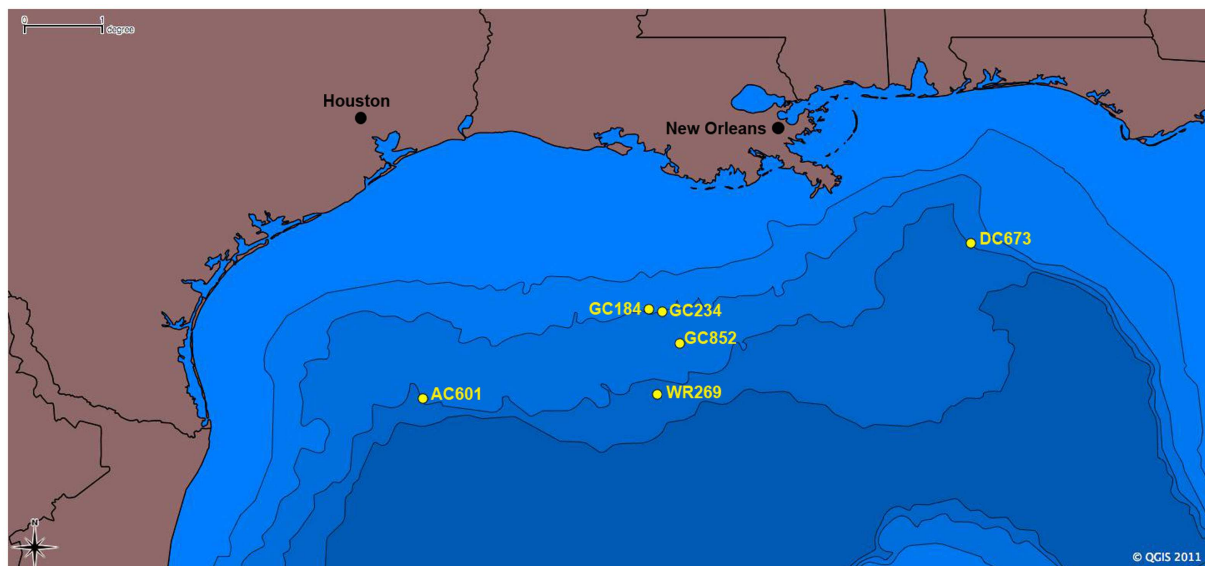 0 1
degree
Houston
New Orleans
DC673
GC184
GC234
GC852
AC601
WR269
N
© QGIS 2011